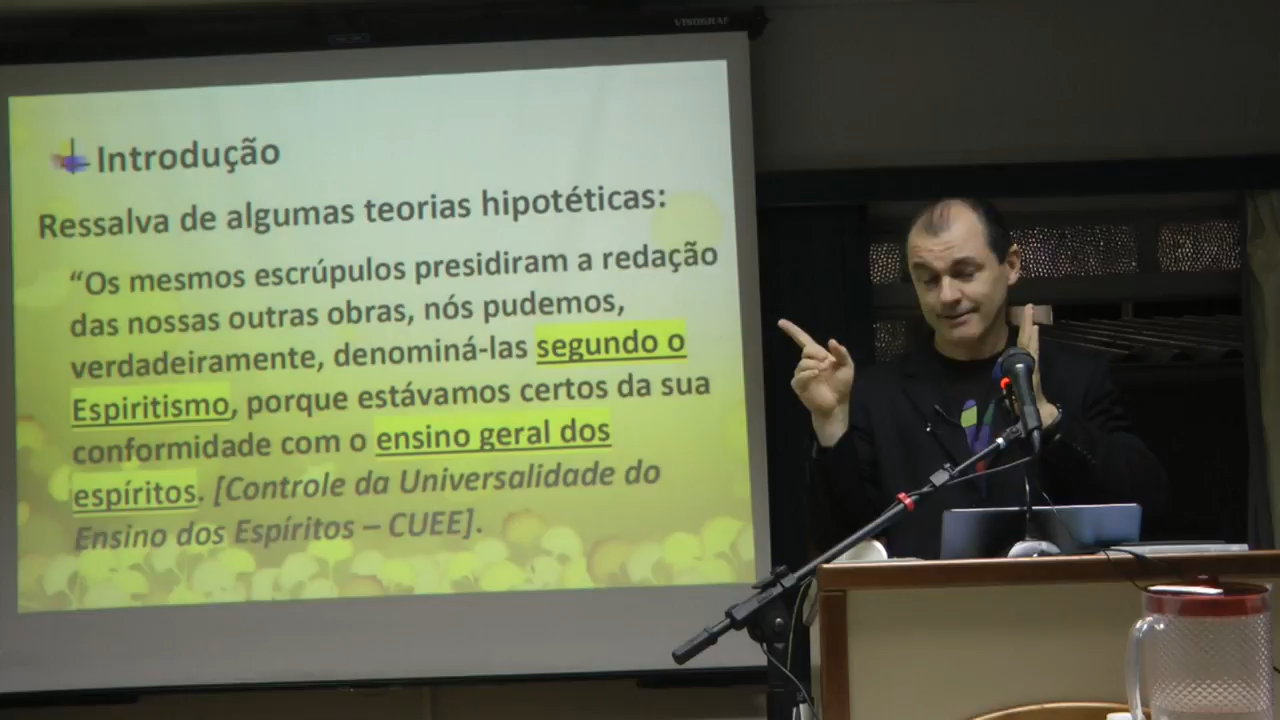 VISOGRAF
Introdução
Ressalva de algumas teorias hipotéticas:
“Os mesmos escrúpulos presidiram a redação
das nossas outras obras, nós pudemos,
verdadeiramente, denominá-las segundo o
Espiritismo, porque estávamos certos da sua
conformidade com o ensino geral dos
espíritos. [Controle da Universalidade do
Ensino dos Espíritos – CUEE].